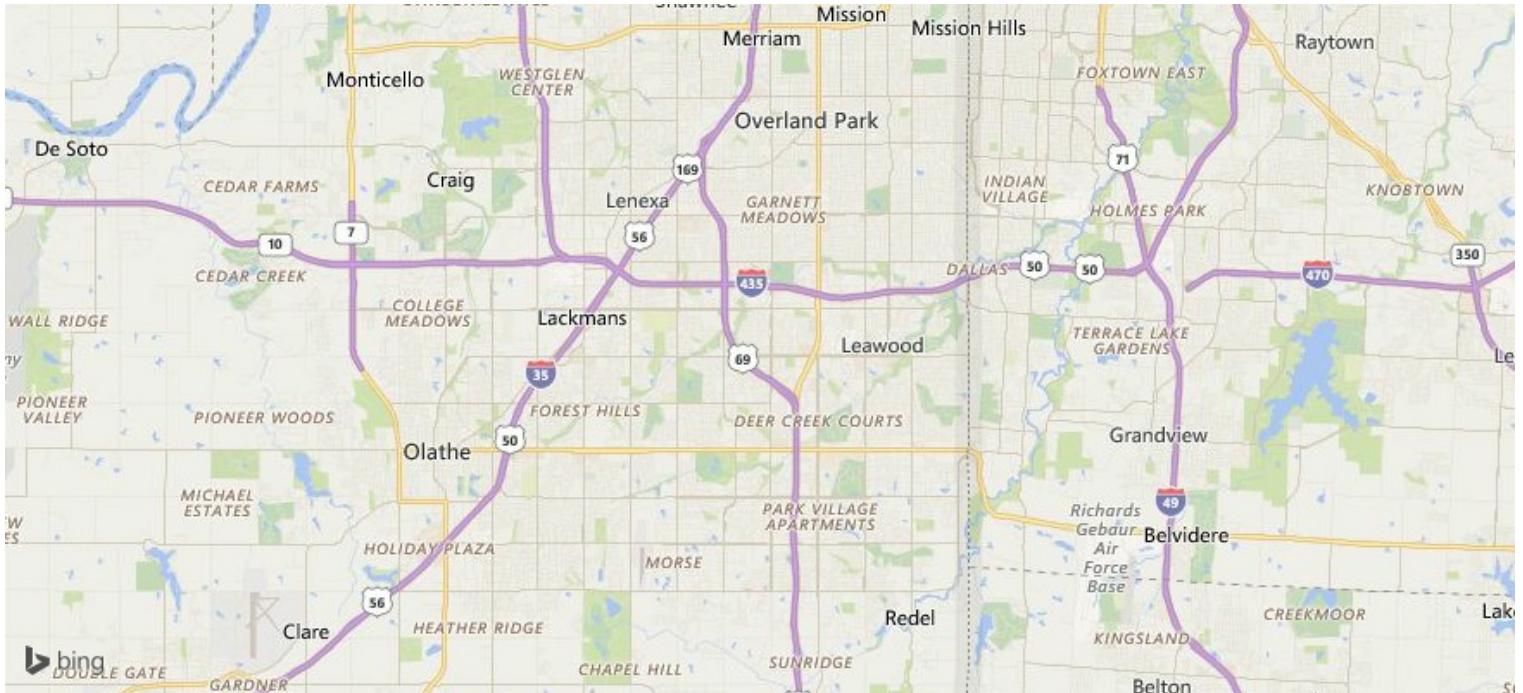 Mission
Merriam
Mission Hills
Raytown
Monticello
WESTGLEN
CENTER
FOXTOWN EAST
Overland Park
De Soto
71
169
Craig
CEDAR FARMS
INDIAN
VILLAGE
KNOBTOWN
Lenexa
GARNETT
MEADOWS
HOLMES PARK
7
56
10
350
CEDAR CREEK
DALLAS
50
50
470
435
COLLEGE
MEADOWS
WALL RIDGE
Lackmans
TERRACE LAKE
GARDENS
Leawood
69
35
PIONEER
VALLEY
PIONEER WOODS
FOREST HILLS
DEER CREEK COURTS
50
Grandview
Olathe
MICHAEL
ESTATES
49
PARK VILLAGE
APARTMENTS
Richards
Gebaur
Air
Force
Base
Belvidere
HOLIDAY PLAZA
MORSE
56
Redel
CREEKMOOR
Clare
HEATHER RIDGE
KINGSLAND
bing
DOUBLE GATE
CHAPEL HILL
SUNRIDGE
GARDNER
Belton